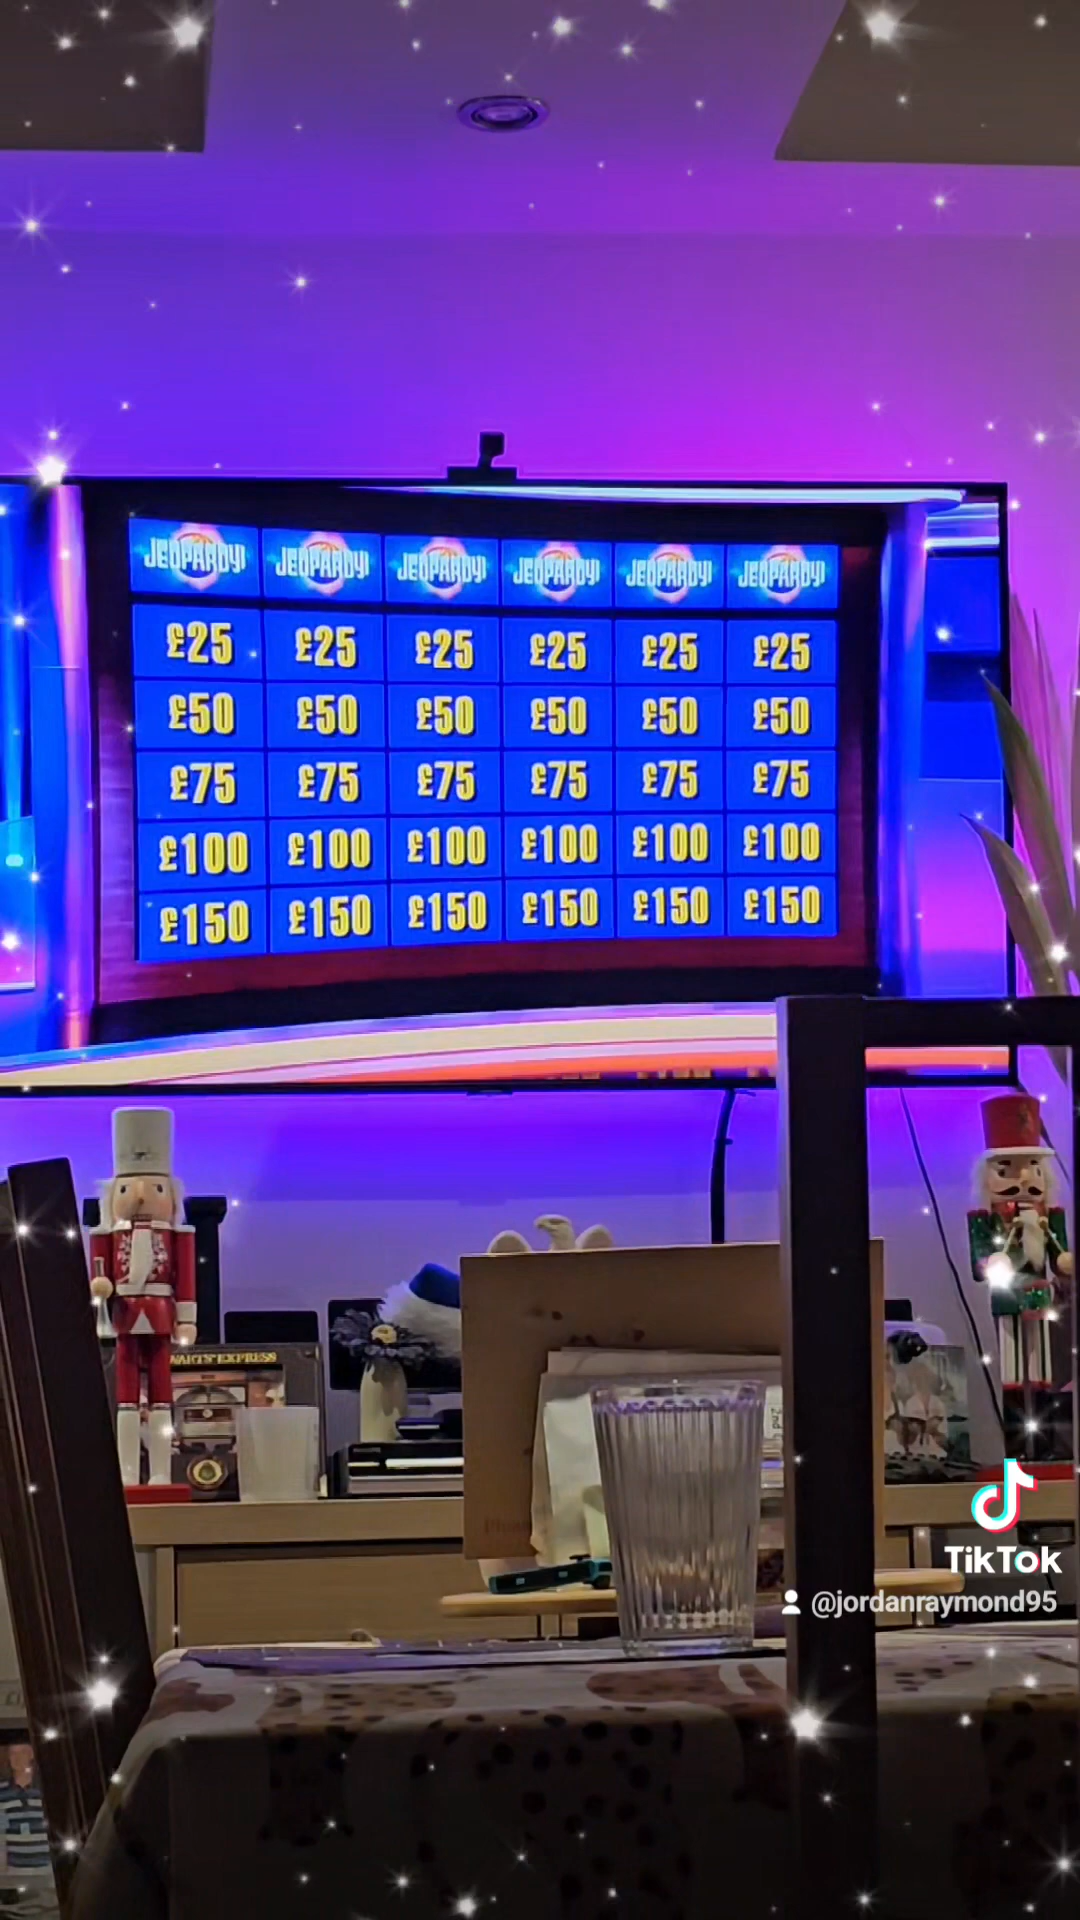 JEOPARDY! JEOPARDY! JEOPARDY! JEOPARDY! JEOPARDY! JEOPARDY!
£25 £25 £25 £25 £25 £25
£50 £50 £50 £50 £50 £50
£75 £75 £75 £75 £75 £75
£100 £100 £100 £100 £100 £100
£150 £150 £150 £150 £150 £150
EXPRESS
2nd
TikTok
@jordanraymond95